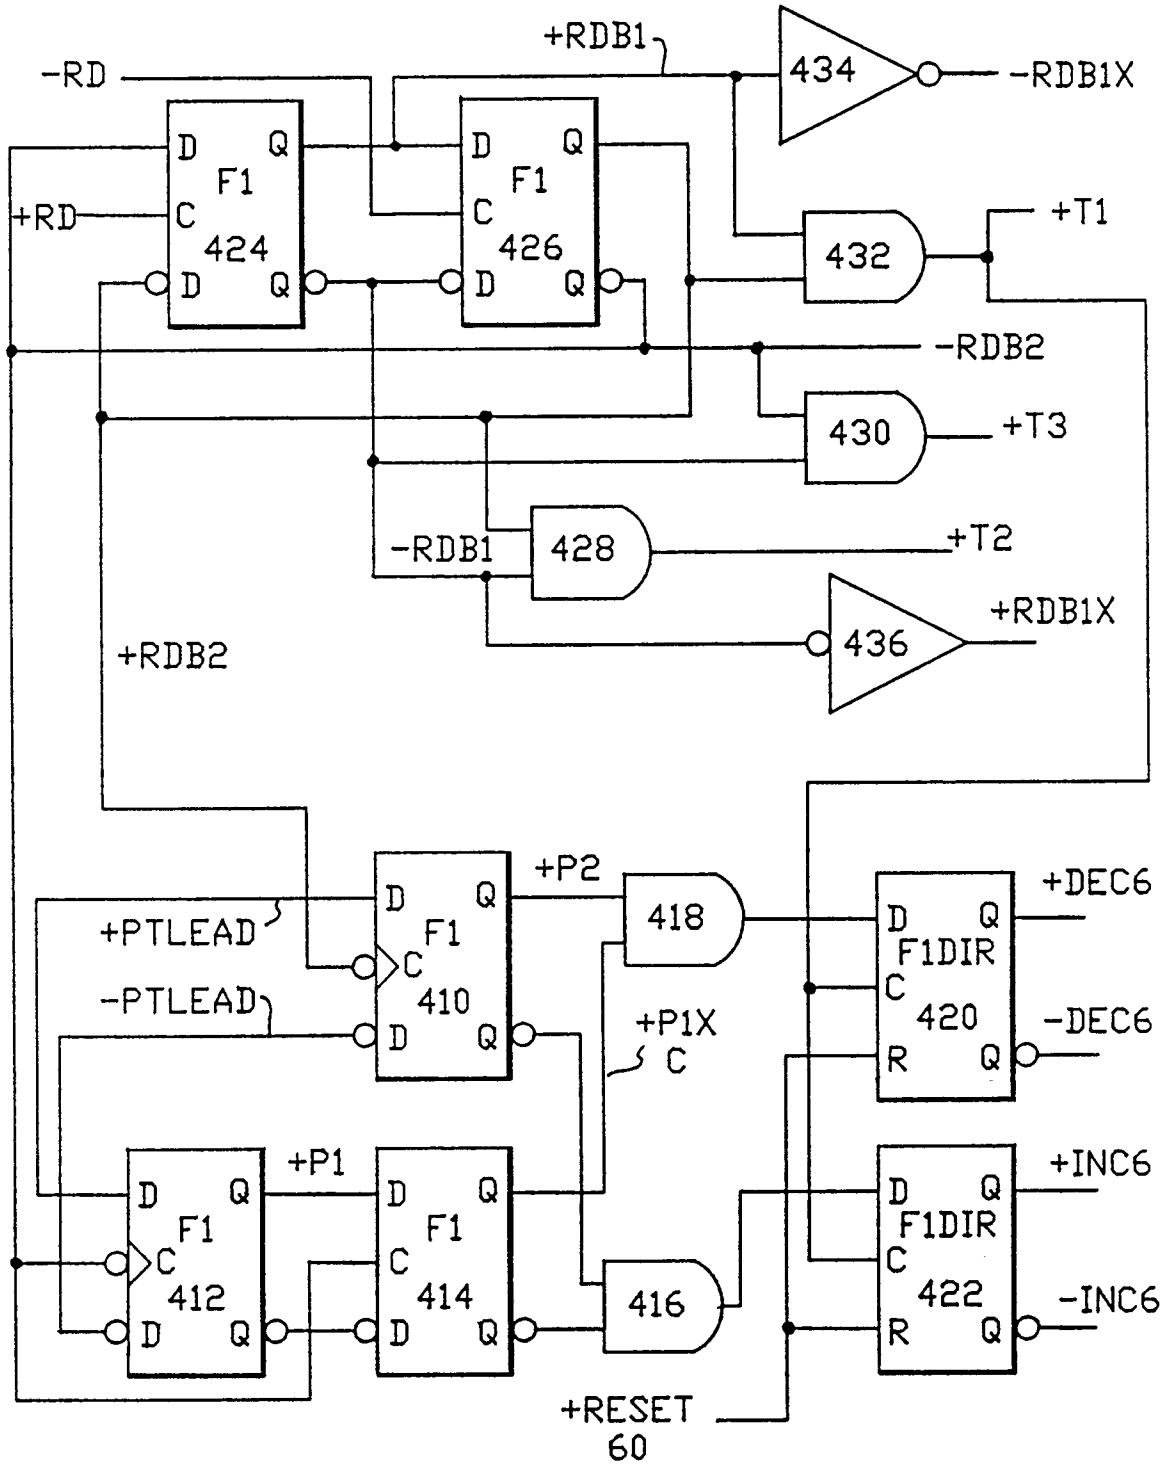 +RDB1
434
-RD
-RDB1X
D Q
F1
C
424
D Q
D Q
F1
C
426
D Q
+RD
+T1
432
-RDB2
430
+T3
-RDB1
428
+T2
+RDB1X
436
+RDB2
+P2
+DEC6
D Q
F1
C
410
D Q
418
D Q
F1DIR
C
420
R Q
+PTLEAD
-PTLEAD
-DEC6
+P1X
C
+P1
+INC6
D Q
F1
C
412
D Q
D Q
F1
C
414
D Q
416
D Q
F1DIR
C
422
R Q
-INC6
+RESET
60